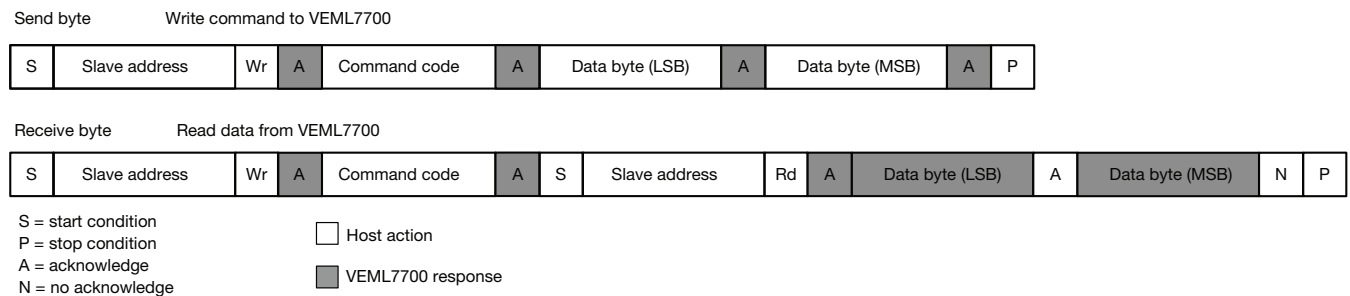 Send byte Write command to VEML7700
S Slave address Wr A Command code A Data byte (LSB) A Data byte (MSB) A P
Receive byte Read data from VEML7700
S Slave address Wr A Command code A S Slave address Rd A Data byte (LSB) A Data byte (MSB) N P
S = start condition
P = stop condition
A = acknowledge
N = no acknowledge
Host action
VEML7700 response